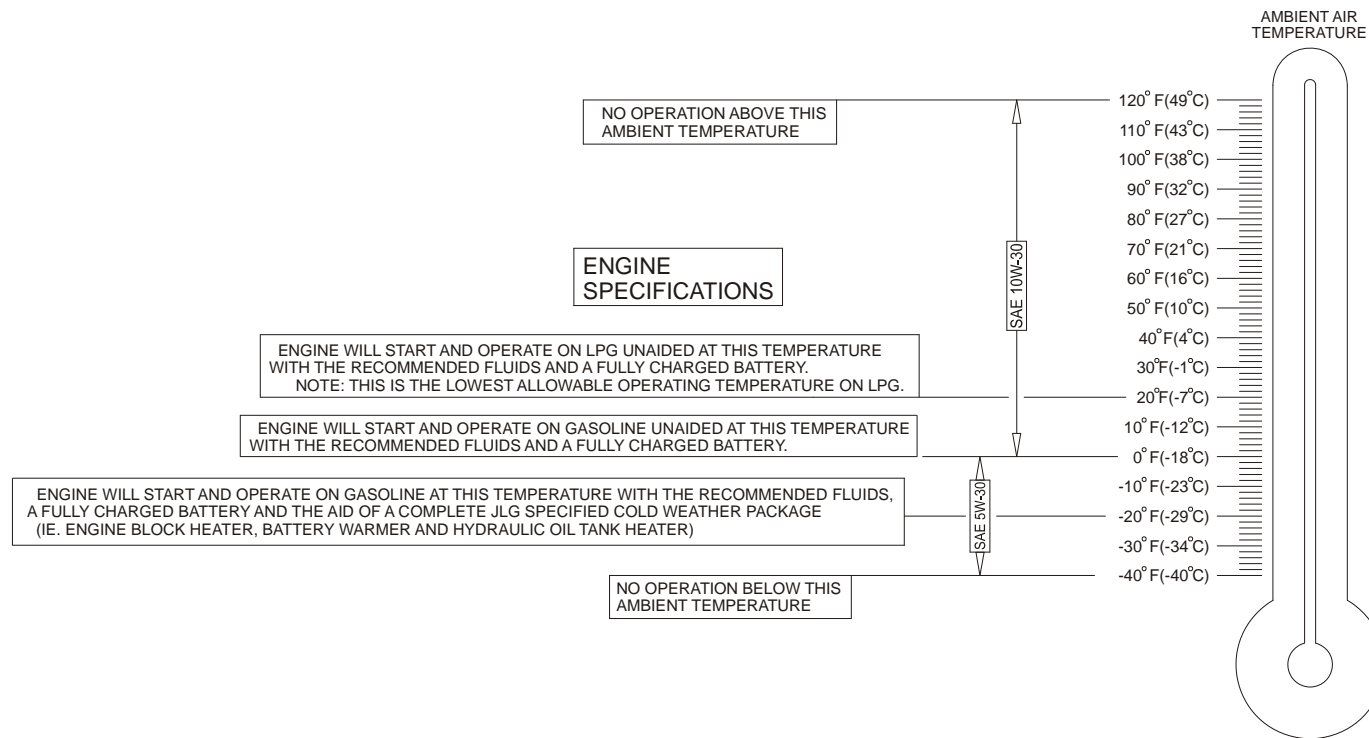 AMBIENT AIR
TEMPERATURE
NO OPERATION ABOVE THIS
AMBIENT TEMPERATURE
120° F(49°C)
110° F(43°C)
100° F(38°C)
90° F(32°C)
80° F(27°C)
70° F(21°C)
60° F(16°C)
50° F(10°C)
40°F(4°C)
30°F(-1°C)
20°F(-7°C)
10°F(-12°C)
0° F(-18°C)
-10° F(-23°C)
-20° F(-29°C)
-30° F(-34°C)
-40° F(-40°C)
SAE 10W-30
ENGINE
SPECIFICATIONS
ENGINE WILL START AND OPERATE ON LPG UNAIDED AT THIS TEMPERATURE
WITH THE RECOMMENDED FLUIDS AND A FULLY CHARGED BATTERY.
NOTE: THIS IS THE LOWEST ALLOWABLE OPERATING TEMPERATURE ON LPG.
ENGINE WILL START AND OPERATE ON GASOLINE UNAIDED AT THIS TEMPERATURE
WITH THE RECOMMENDED FLUIDS AND A FULLY CHARGED BATTERY.
ENGINE WILL START AND OPERATE ON GASOLINE AT THIS TEMPERATURE WITH THE RECOMMENDED FLUIDS,
A FULLY CHARGED BATTERY AND THE AID OF A COMPLETE JLG SPECIFIED COLD WEATHER PACKAGE
(IE. ENGINE BLOCK HEATER, BATTERY WARMER AND HYDRAULIC OIL TANK HEATER)
SAE 5W-30
NO OPERATION BELOW THIS
AMBIENT TEMPERATURE